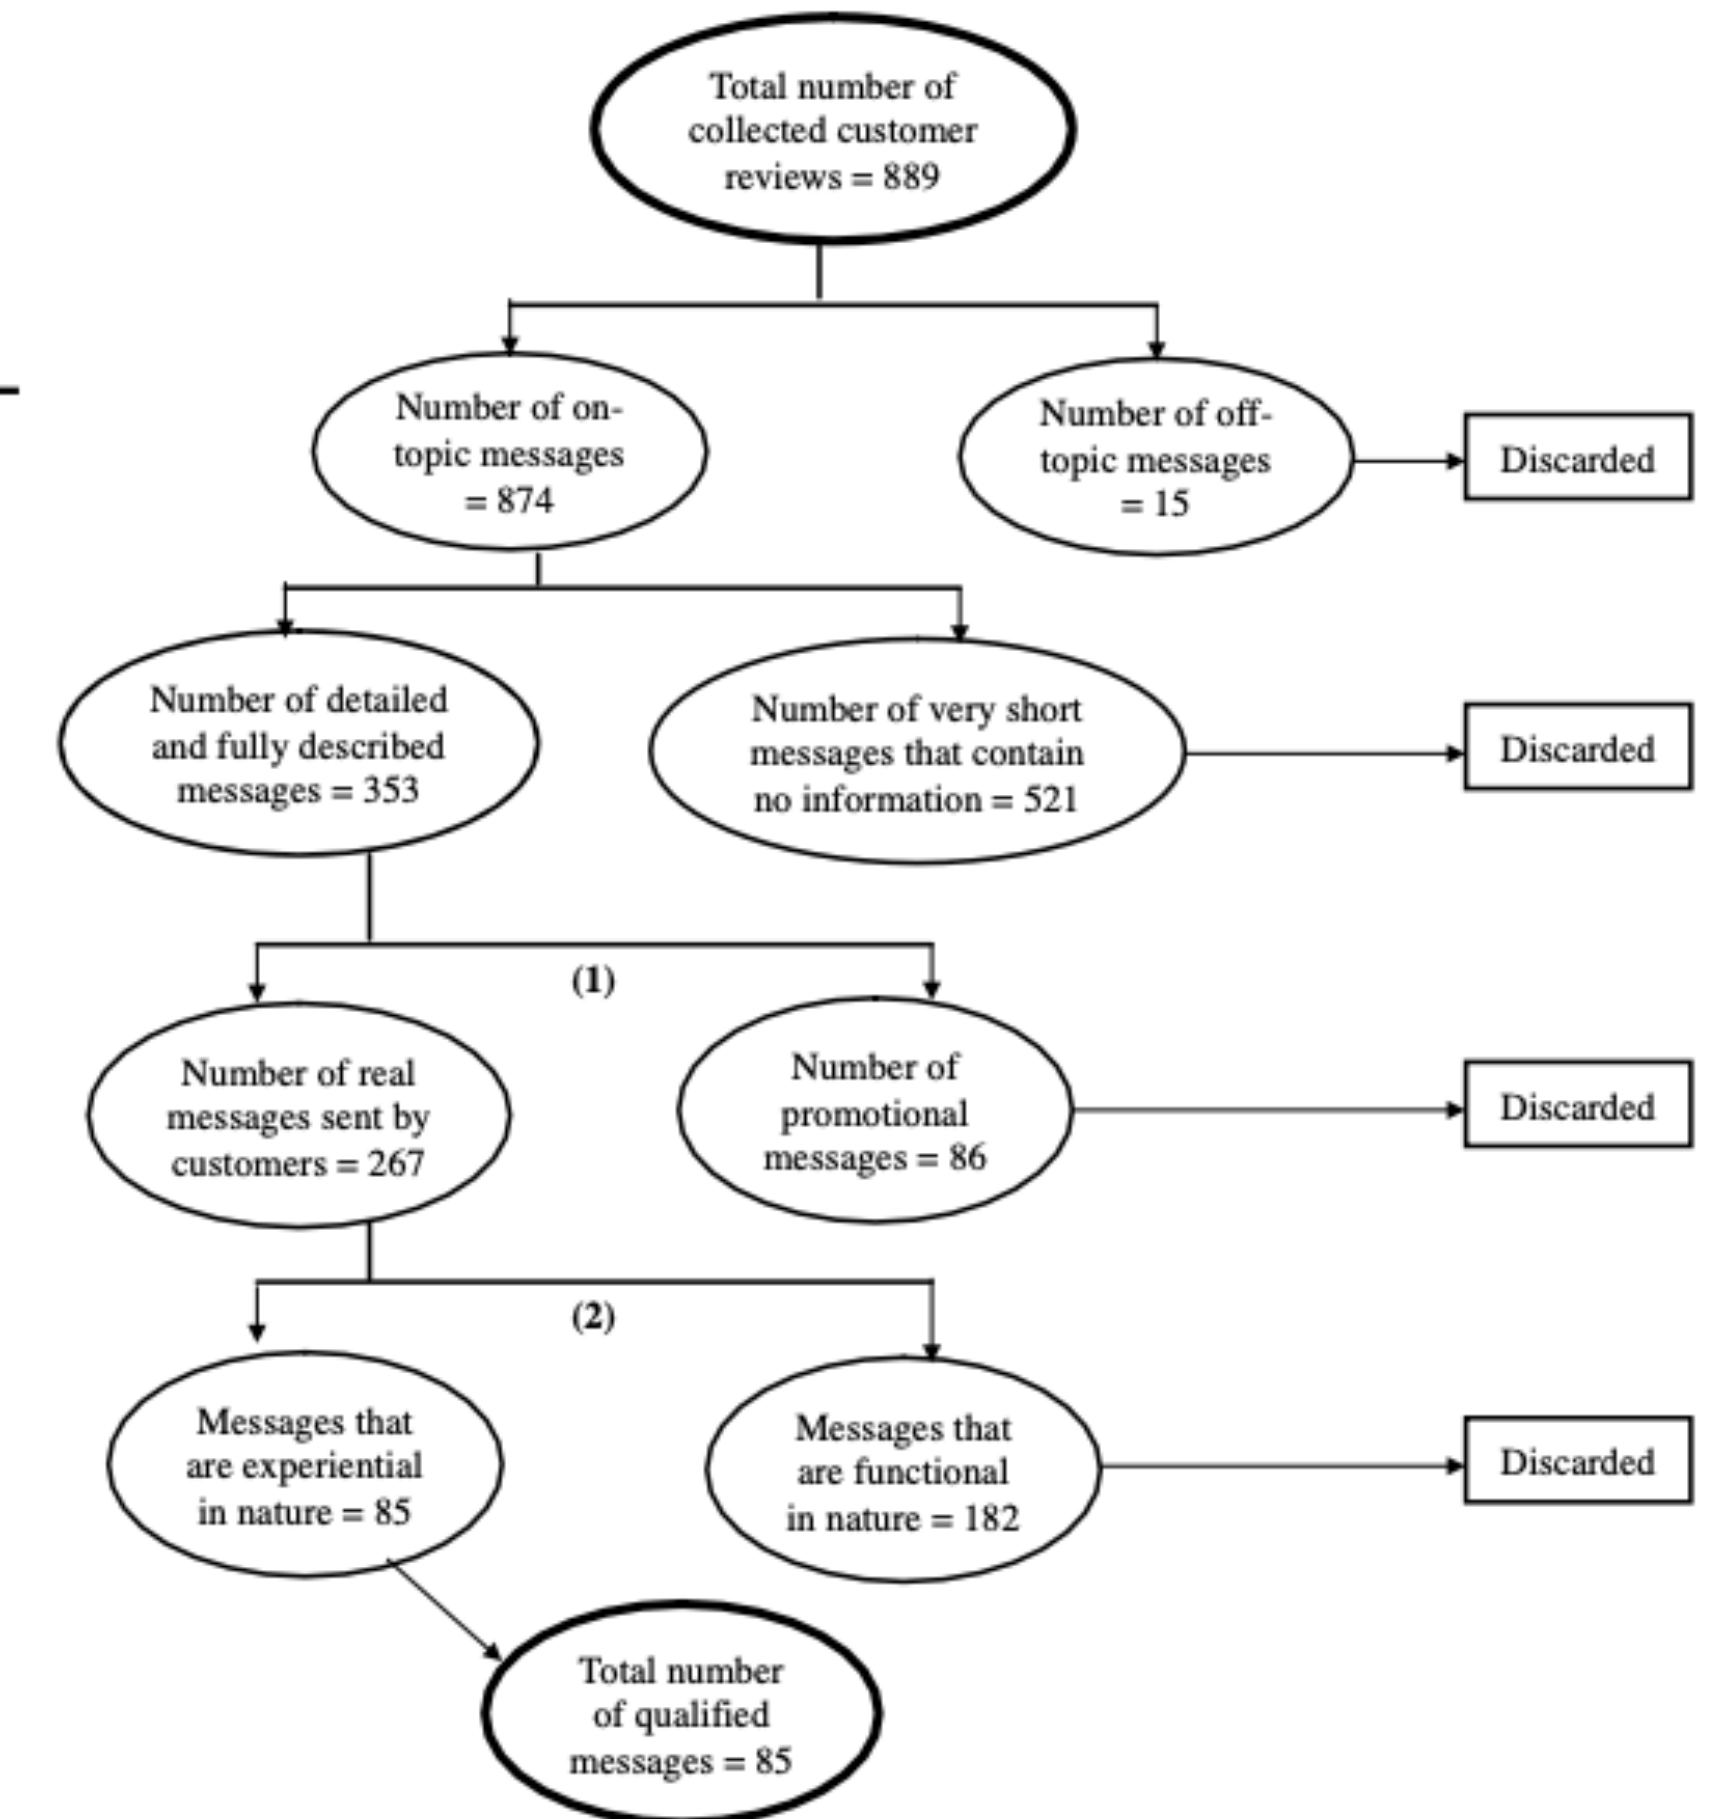 Total number of
collected customer
reviews = 889
Number of on-
topic messages
= 874
Number of off-
topic messages
= 15
Discarded
Number of detailed
and fully described
messages = 353
Number of very short
messages that contain
no information = 521
Discarded
(1)
Number of real
messages sent by
customers = 267
Number of
promotional
messages = 86
Discarded
(2)
Messages that
are experiential
in nature = 85
Messages that
are functional
in nature = 182
Discarded
Total number
of qualified
messages = 85